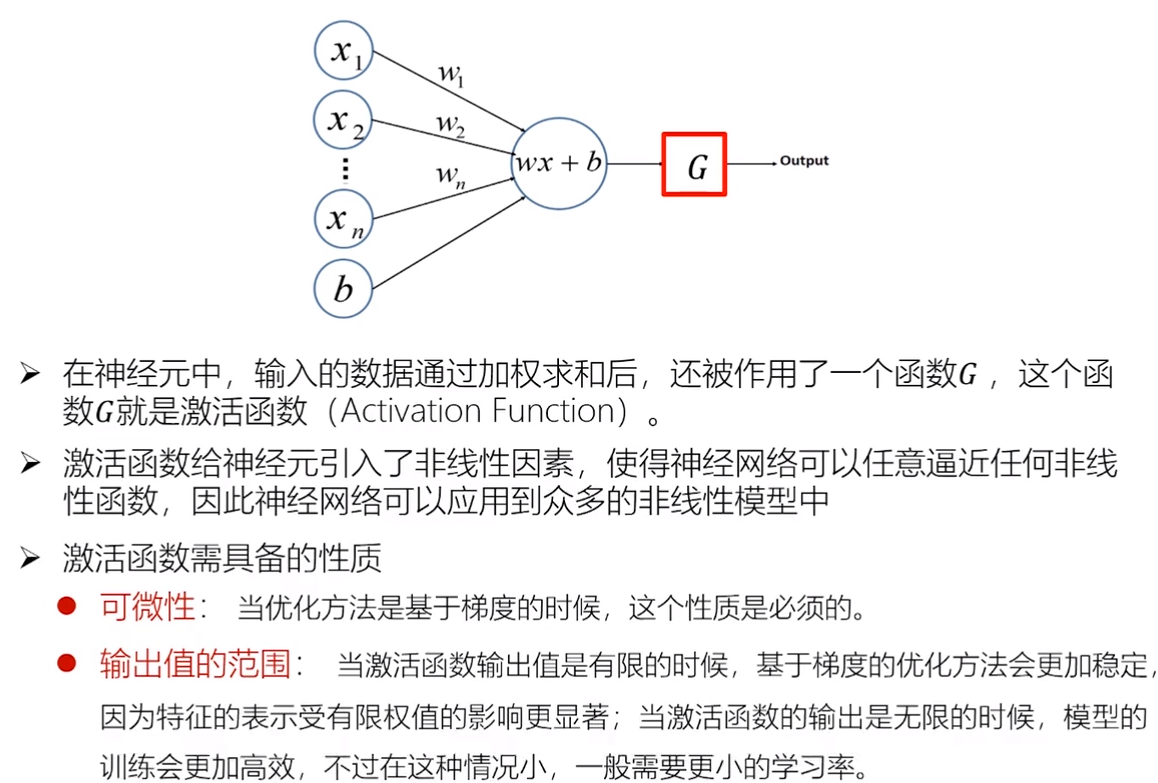 x1
w1
x2
w2
⋮
wn
xn
b
wx + b
G
Output
➢ 在神经元中，输入的数据通过加权求和后，还被作用了一个函数G ，这个函
数G就是激活函数（Activation Function）。
➢ 激活函数给神经元引入了非线性因素，使得神经网络可以任意逼近任何非线
性函数，因此神经网络可以应用到众多的非线性模型中
➢ 激活函数需具备的性质
● 可微性： 当优化方法是基于梯度的时候，这个性质是必须的。
● 输出值的范围： 当激活函数输出值是有限的时候，基于梯度的优化方法会更加稳定，
因为特征的表示受有限权值的影响更显著；当激活函数的输出是无限的时候，模型的
训练会更加高效，不过在这种情况小，一般需要更小的学习率。